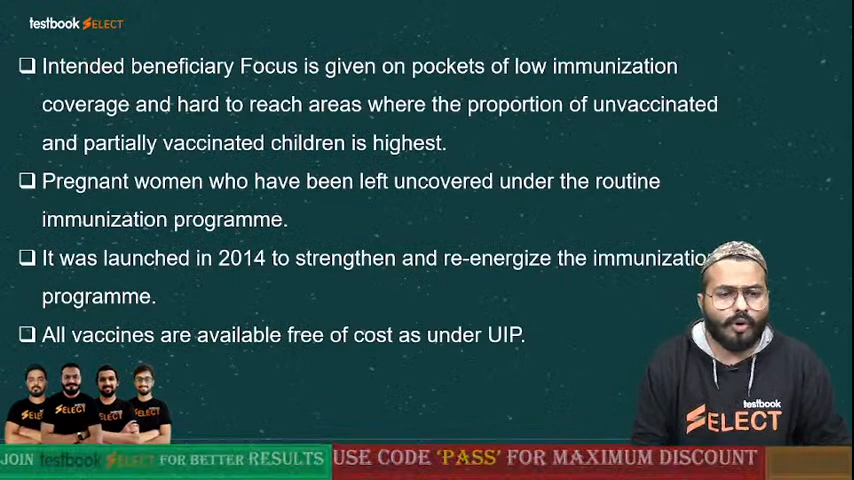 testbook SELECT
Intended beneficiary Focus is given on pockets of low immunization
coverage and hard to reach areas where the proportion of unvaccinated
and partially vaccinated children is highest.
Pregnant women who have been left uncovered under the routine
immunization programme.
It was launched in 2014 to strengthen and re-energize the immunizatio
programme.
All vaccines are available free of cost as under UIP.
testbook
SELECT
SELECT
JOIN testbook SELECT FOR BETTER RESULTS
USE CODE 'PASS' FOR MAXIMUM DISCOUNT